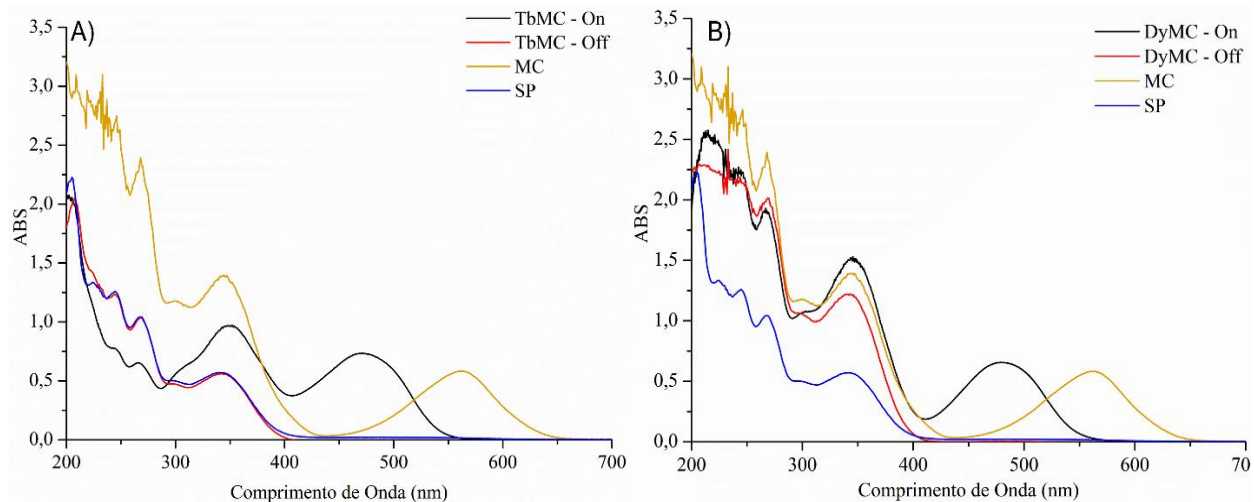 A)
TbMC - On
TbMC - Off
MC
SP
3,5
3,0
2,5
2,0
1,5
1,0
0,5
0,0
ABS
200
300
400
500
600
700
Comprimento de Onda (nm)
B)
DyMC - On
DyMC - Off
MC
SP
3,5
3,0
2,5
2,0
1,5
1,0
0,5
0,0
ABS
200
300
400
500
600
70
Comprimento de Onda (nm)